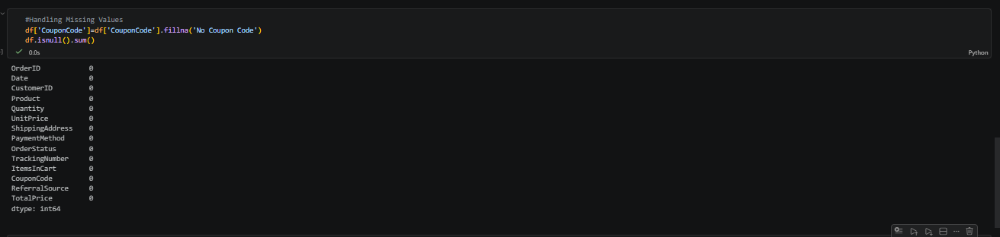 #Handling Missing Values
df['CouponCode']=df['CouponCode'].fillna('No Coupon Code')
df.isnull().sum()
0.0s
Python
OrderID 0
Date 0
CustomerID 0
Product 0
Quantity 0
UnitPrice 0
ShippingAddress 0
PaymentMethod 0
OrderStatus 0
TrackingNumber 0
ItemsInCart 0
CouponCode 0
ReferralSource 0
TotalPrice 0
dtype: int64